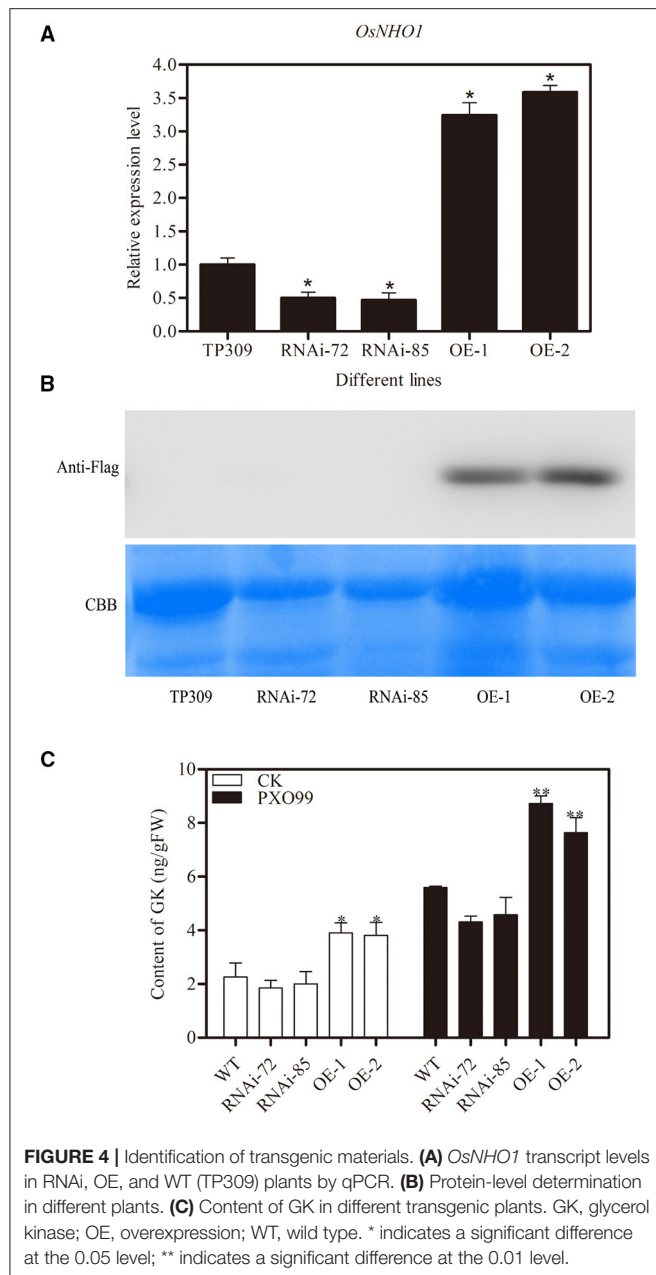 A
OsNHO1
Relative expression level
4.0
3.5
3.0
2.5
2.0
1.5
1.0
0.5
0.0
* * * *
TP309 RNAi-72 RNAi-85 OE-1 OE-2
Different lines
B
Anti-Flag
CBB
TP309 RNAi-72 RNAi-85 OE-1 OE-2
C
CK
PXO99
Content of GK (ng/gFW)
10
8
6
4
2
0
* * ** **
WT RNAi-72 RNAi-85 OE-1 OE-2 WT RNAi-72 RNAi-85 OE-1 OE-2
FIGURE 4 | Identification of transgenic materials. (A) OsNHO1 transcript levels
in RNAi, OE, and WT (TP309) plants by qPCR. (B) Protein-level determination
in different plants. (C) Content of GK in different transgenic plants. GK, glycerol
kinase; OE, overexpression; WT, wild type. * indicates a significant difference
at the 0.05 level; ** indicates a significant difference at the 0.01 level.